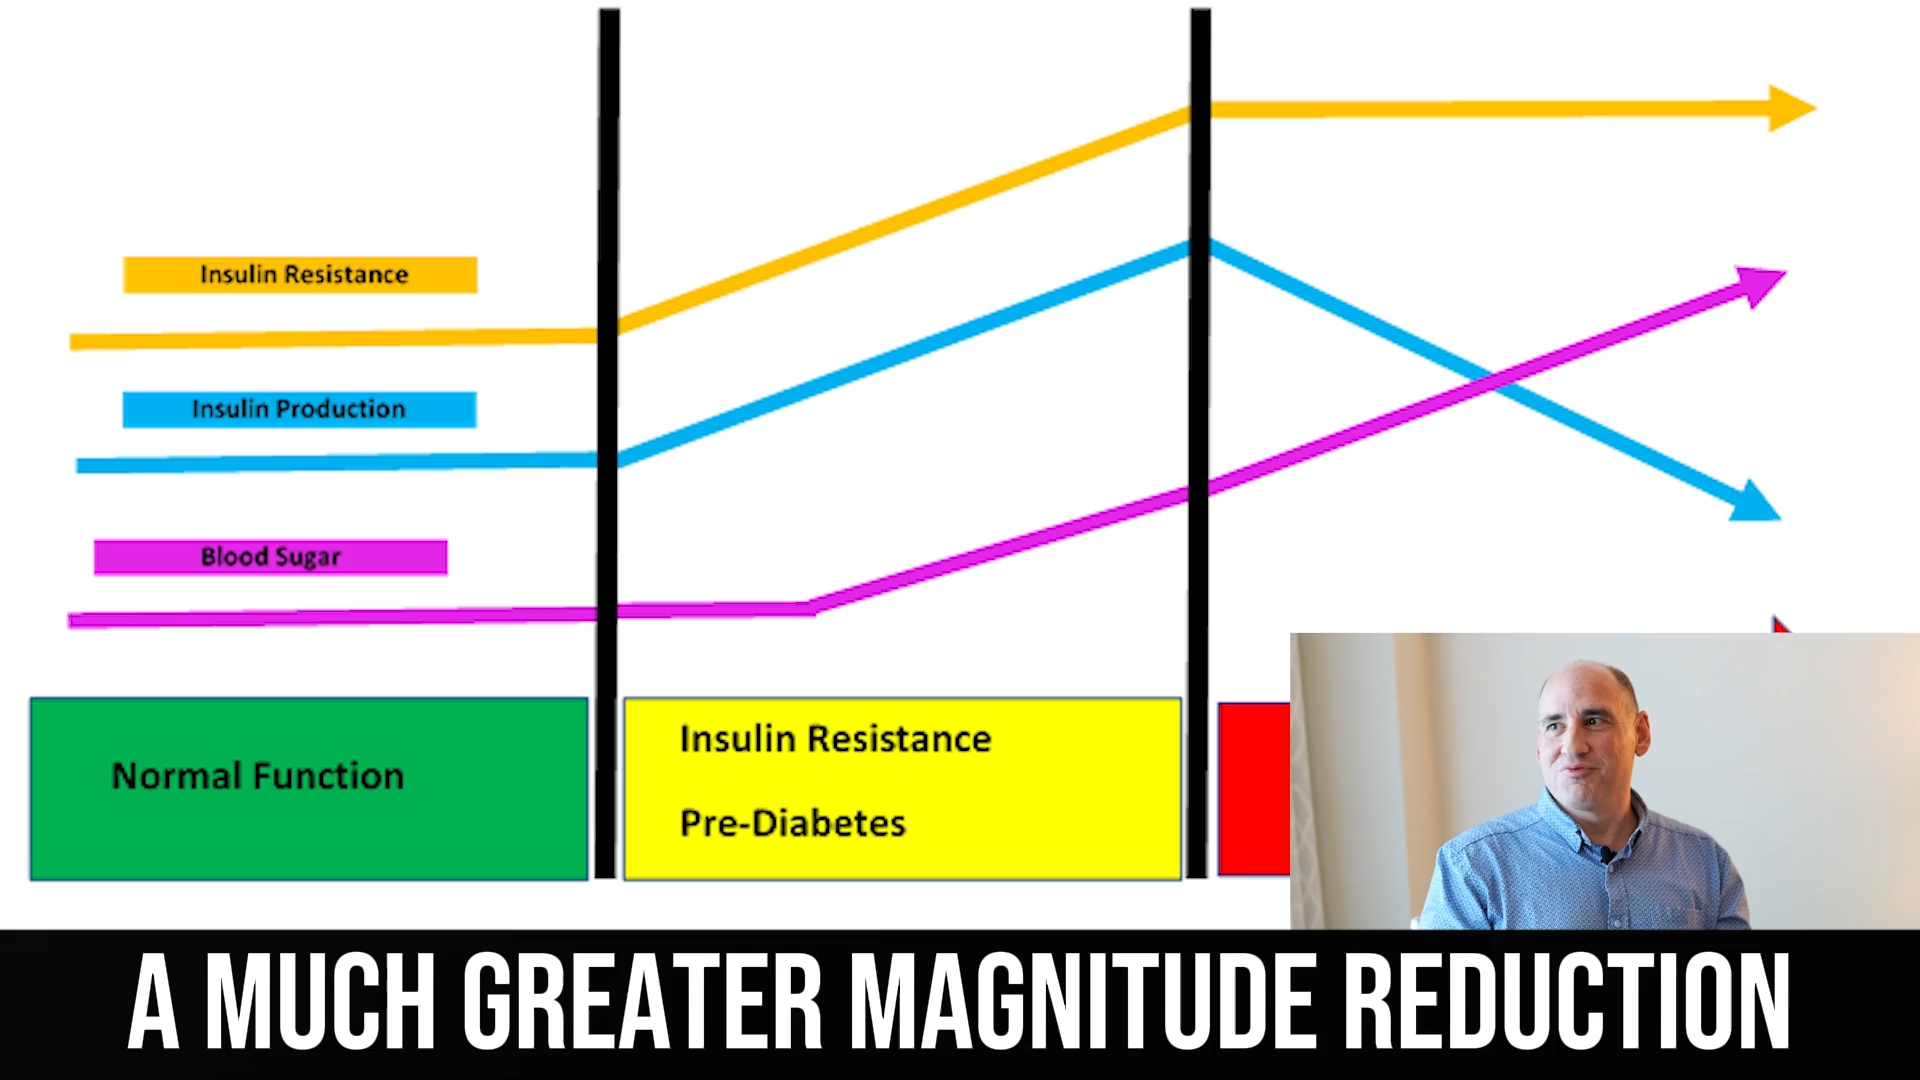 Insulin Resistance
Insulin Production
Blood Sugar
Normal Function
Insulin Resistance
Pre-Diabetes
A MUCH GREATER MAGNITUDE REDUCTION